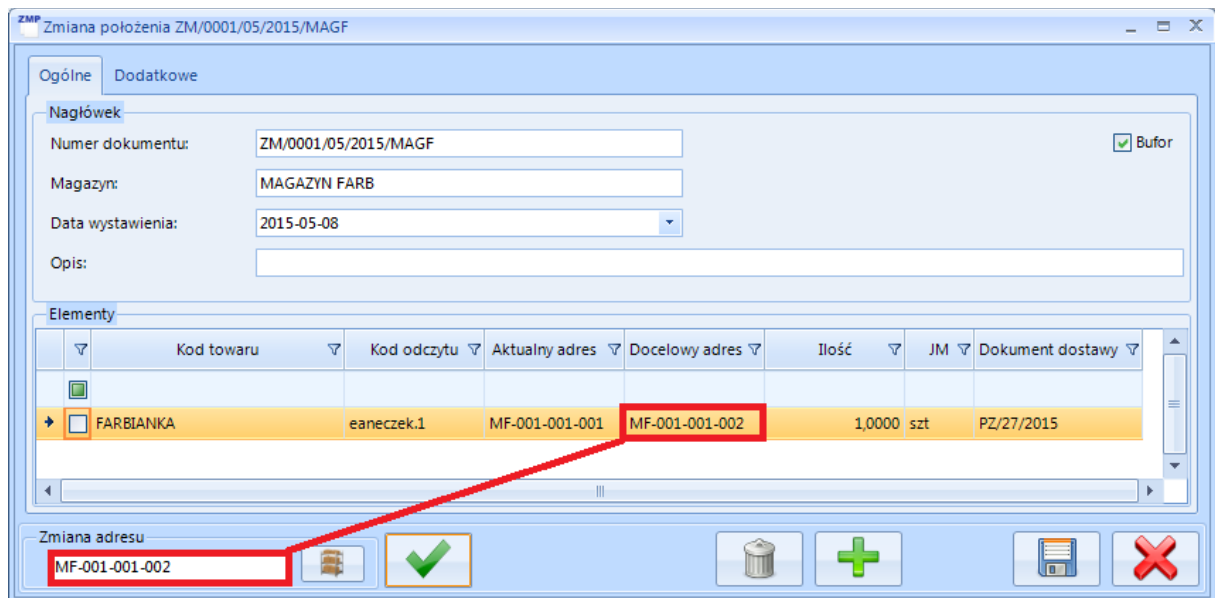 ZMP Zmiana położenia ZM/0001/05/2015/MAGF
Ogólne Dodatkowe
Nagłówek
Numer dokumentu: ZM/0001/05/2015/MAGF Bufor
Magazyn: MAGAZYN FARB
Data wystawienia: 2015-05-08
Opis:
Elementy
Kod towaru Kod odczytu Aktualny adres Docelowy adres Ilość JM Dokument dostawy
FARBIANKA eaneczek.1 MF-001-001-001 MF-001-001-002 1,0000 szt PZ/27/2015
Zmiana adresu
MF-001-001-002